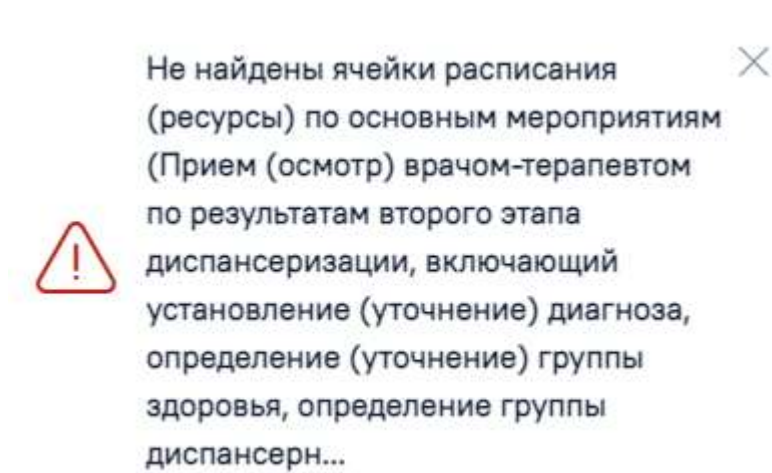 Не найдены ячейки расписания
(ресурсы) по основным мероприятиям
(Прием (осмотр) врачом-терапевтом
по результатам второго этапа
диспансеризации, включающий
установление (уточнение) диагноза,
определение (уточнение) группы
здоровья, определение группы
диспансерн...